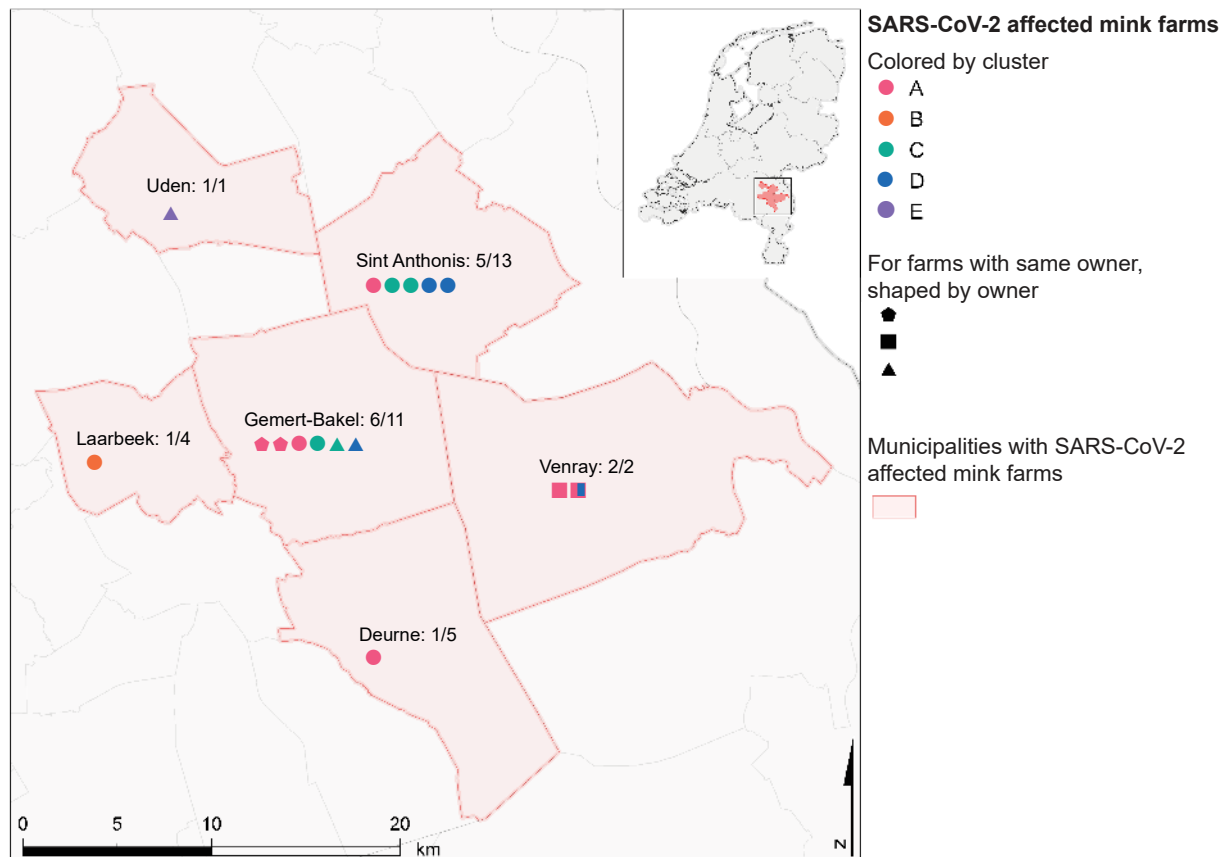 SARS-CoV-2 affected mink farms
Colored by cluster
A
B
C
D
E
For farms with same owner,
shaped by owner
Municipalities with SARS-CoV-2
affected mink farms
Uden: 1/1
Sint Anthonis: 5/13
Gemert-Bakel: 6/11
Laarbeek: 1/4
Venray: 2/2
Deurne: 1/5
0 5 10 20
km
N